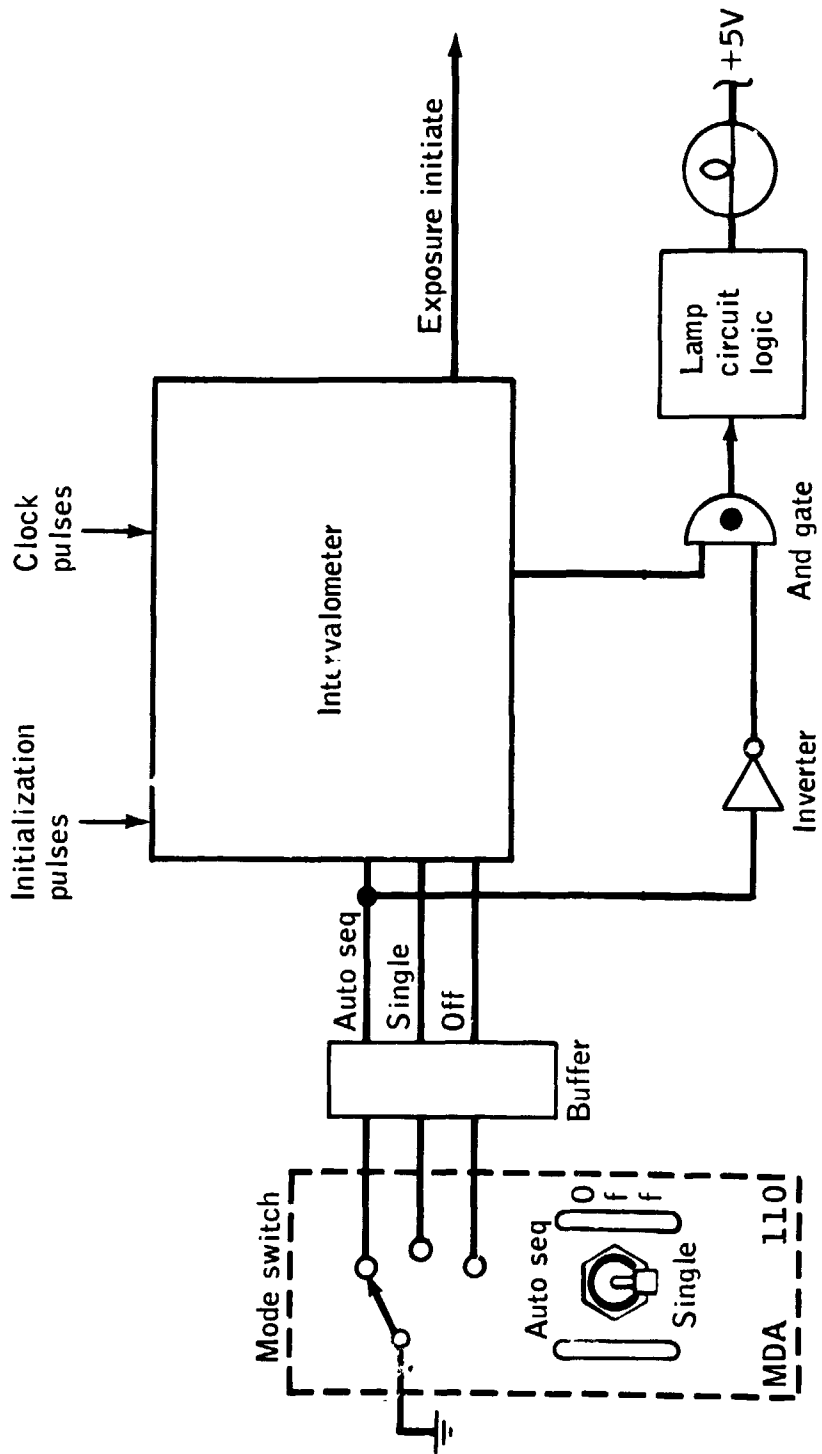 Initialization
pulses
Clock
pulses
Mode switch
Auto seq
Single
Off
Buffer
Intervalometer
Exposure initiate
Auto seq
Off
Single
MDA 110
Inverter
And gate
Lamp
circuit
logic
+5V